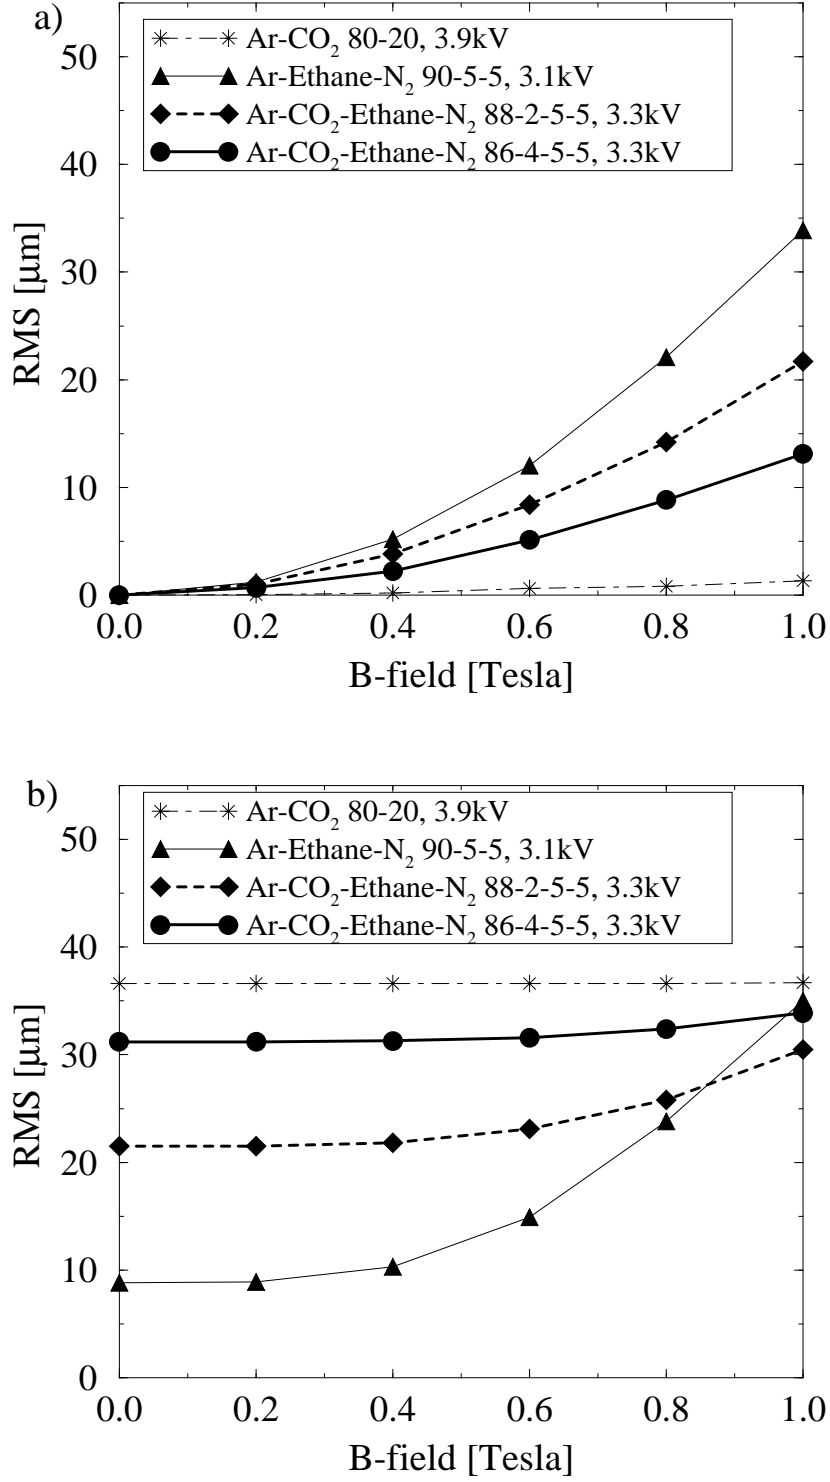 a)
Ar-CO₂ 80-20, 3.9kV
Ar-Ethane-N₂ 90-5-5, 3.1kV
Ar-CO₂-Ethane-N₂ 88-2-5-5, 3.3kV
Ar-CO₂-Ethane-N₂ 86-4-5-5, 3.3kV
50
40
30
20
10
0
RMS [µm]
0.0 0.2 0.4 0.6 0.8 1.0
B-field [Tesla]
b)
Ar-CO₂ 80-20, 3.9kV
Ar-Ethane-N₂ 90-5-5, 3.1kV
Ar-CO₂-Ethane-N₂ 88-2-5-5, 3.3kV
Ar-CO₂-Ethane-N₂ 86-4-5-5, 3.3kV
50
40
30
20
10
0
RMS [µm]
0.0 0.2 0.4 0.6 0.8 1.0
B-field [Tesla]